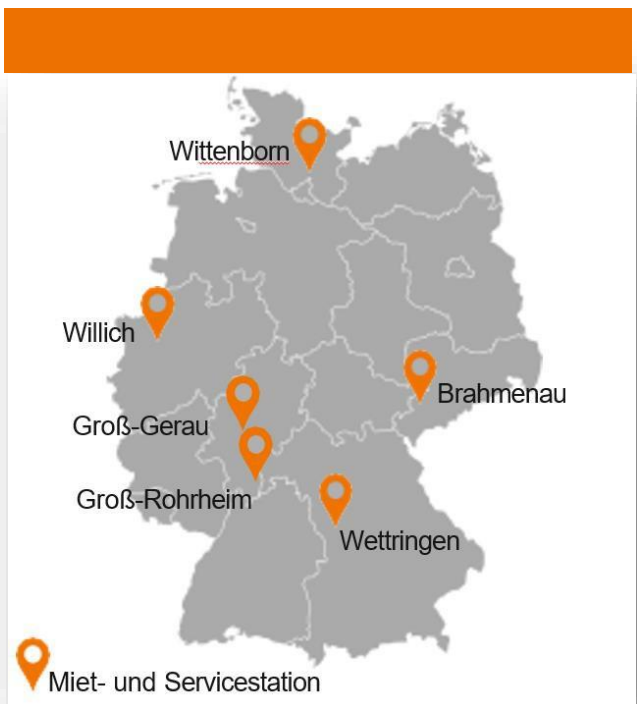 Wittenborn
Willich
Brahmenau
Groß-Gerau
Groß-Rohrheim
Wettringen
Miet- und Servicestation